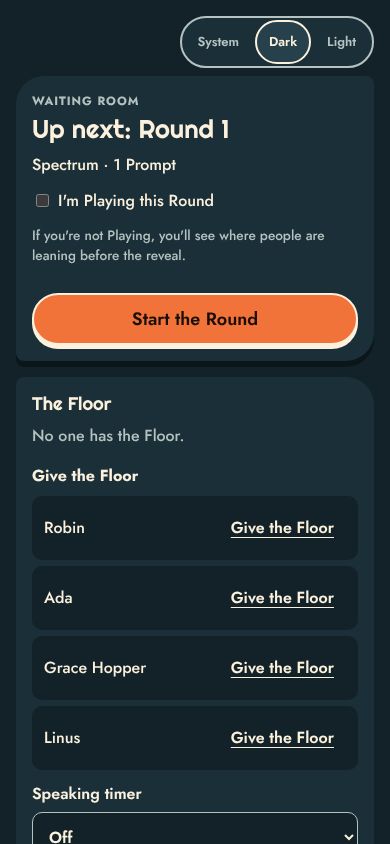 System Dark Light
WAITING ROOM
Up next: Round 1
Spectrum · 1 Prompt
I'm Playing this Round
If you're not Playing, you'll see where people are
leaning before the reveal.
Start the Round
The Floor
No one has the Floor.
Give the Floor
Robin Give the Floor
Ada Give the Floor
Grace Hopper Give the Floor
Linus Give the Floor
Speaking timer
Off